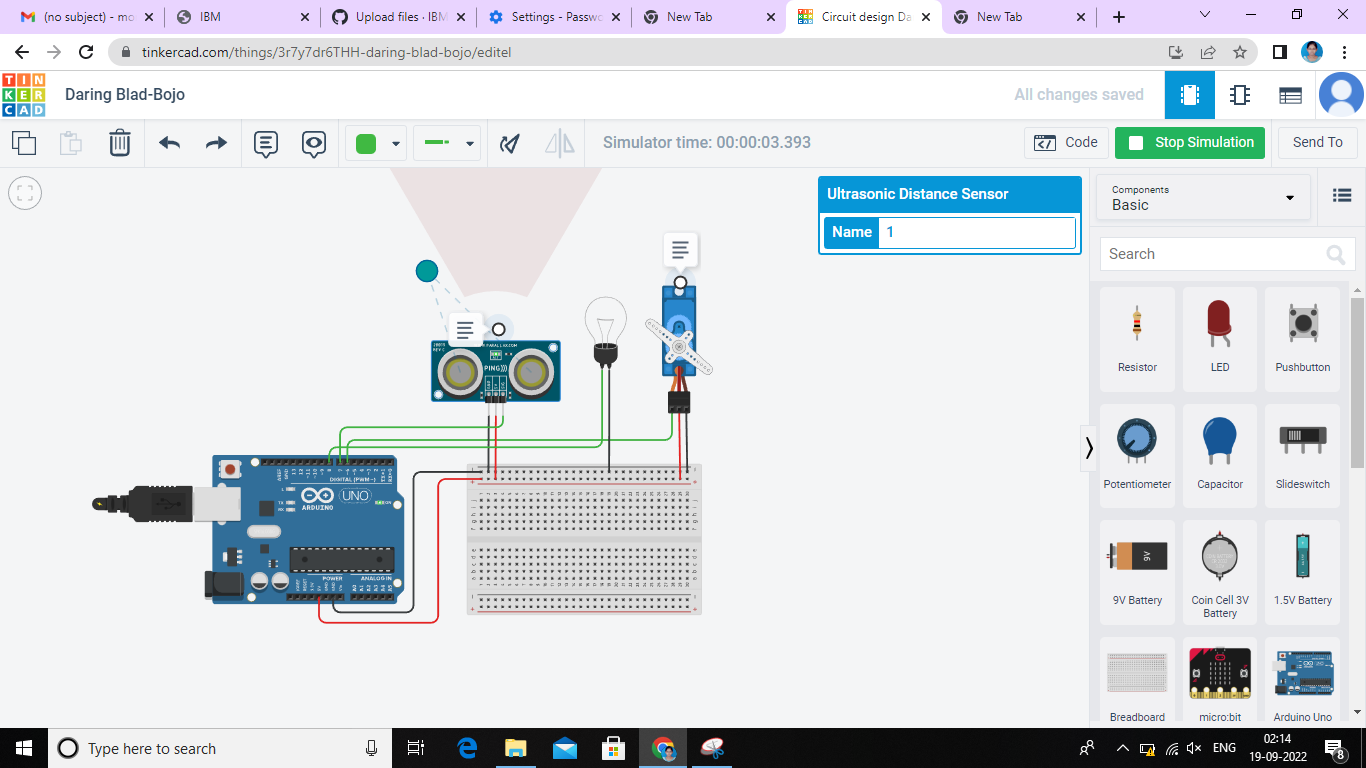 (no subject) - mo
IBM
Upload files · IBM
Settings - Passwo
New Tab
Circuit design Da
New Tab
tinkercad.com/things/3r7y7dr6THH-daring-blad-bojo/editel
TIN
KER
CAD
Daring Blad-Bojo
All changes saved
Simulator time: 00:00:03.393
Code
Stop Simulation
Send To
Ultrasonic Distance Sensor
Name 1
Components
Basic
Search
Resistor
LED
Pushbutton
Potentiometer
Capacitor
Slideswitch
9V
9V Battery
Coin Cell 3V
Battery
1.5V Battery
Breadboard
micro:bit
Arduino Uno
PING)))
DIGITAL (PWM~)
UNO
ARDUINO
ON
POWER
ANALOG IN
Type here to search
ENG
02:14
19-09-2022
8